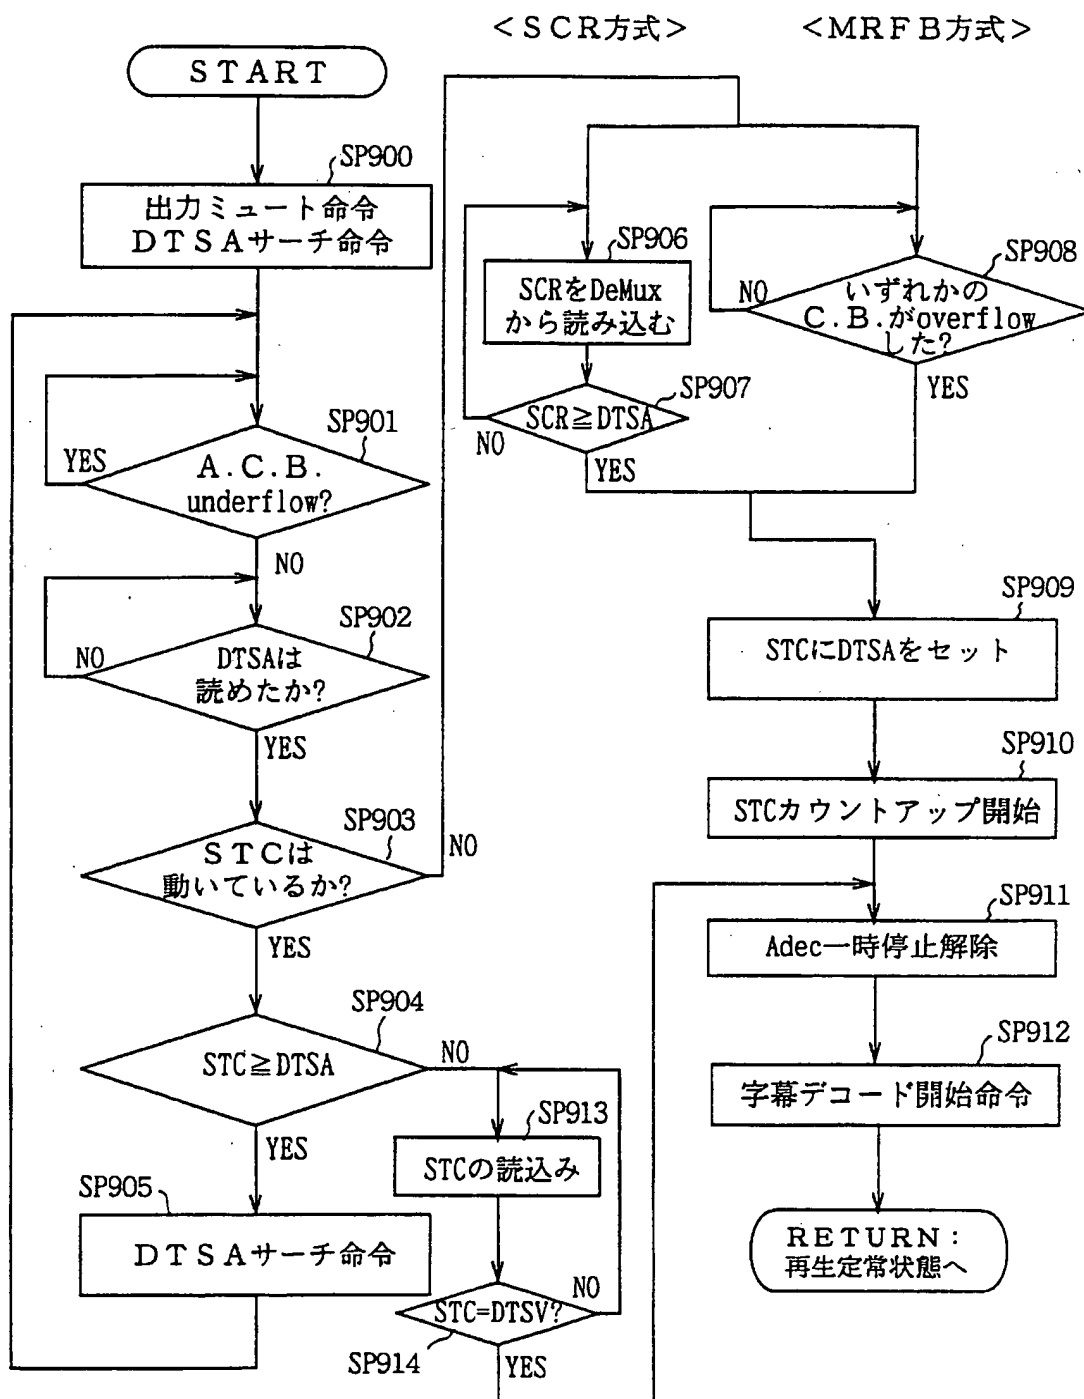 <SCR方式>
<MRFB方式>
START
SP900
出力ミュート命令
DTSAサーチ命令
SP901
YES
A.C.B.
underflow?
NO
SP902
NO
DTSAは
読めたか?
YES
SP903
NO
STCは
動いているか?
YES
SP904
NO
STC≧DTSA
YES
SP905
DTSAサーチ命令
SP913
STCの読込み
NO
STC=DTSV?
SP914
YES
SP906
SCRをDeMux
から読み込む
SP907
SCR≧DTSA
NO
YES
SP908
NO
いずれかの
C.B.がoverflow
した?
YES
SP909
STCにDTSAをセット
SP910
STCカウントアップ開始
SP911
Adec一時停止解除
SP912
字幕デコード開始命令
RETURN:
再生定常状態へ